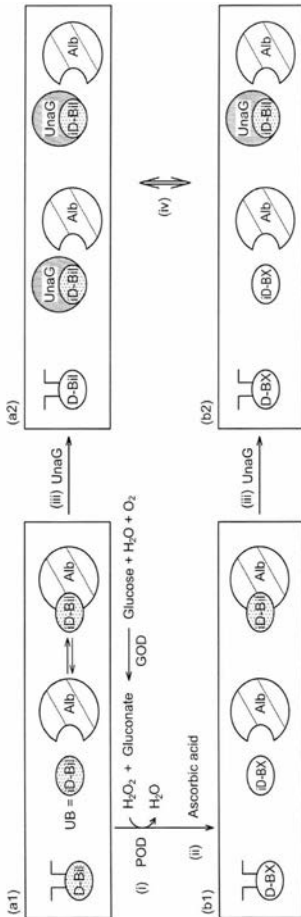 (a1)
D-Bil
UB = iD-Bil
Alb
iD-Bil
Alb
(iii) UnaG
(a2)
D-Bil
UnaG
iD-Bil
Alb
UnaG
iD-Bil
Alb
(i)
POD
H₂O₂ + Gluconate
H₂O
GOD
Glucose + H₂O + O₂
(ii)
Ascorbic acid
(iv)
(b1)
D-BX
iD-BX
Alb
iD-Bil
Alb
(iii) UnaG
(b2)
D-BX
iD-BX
Alb
UnaG
iD-Bil
Alb